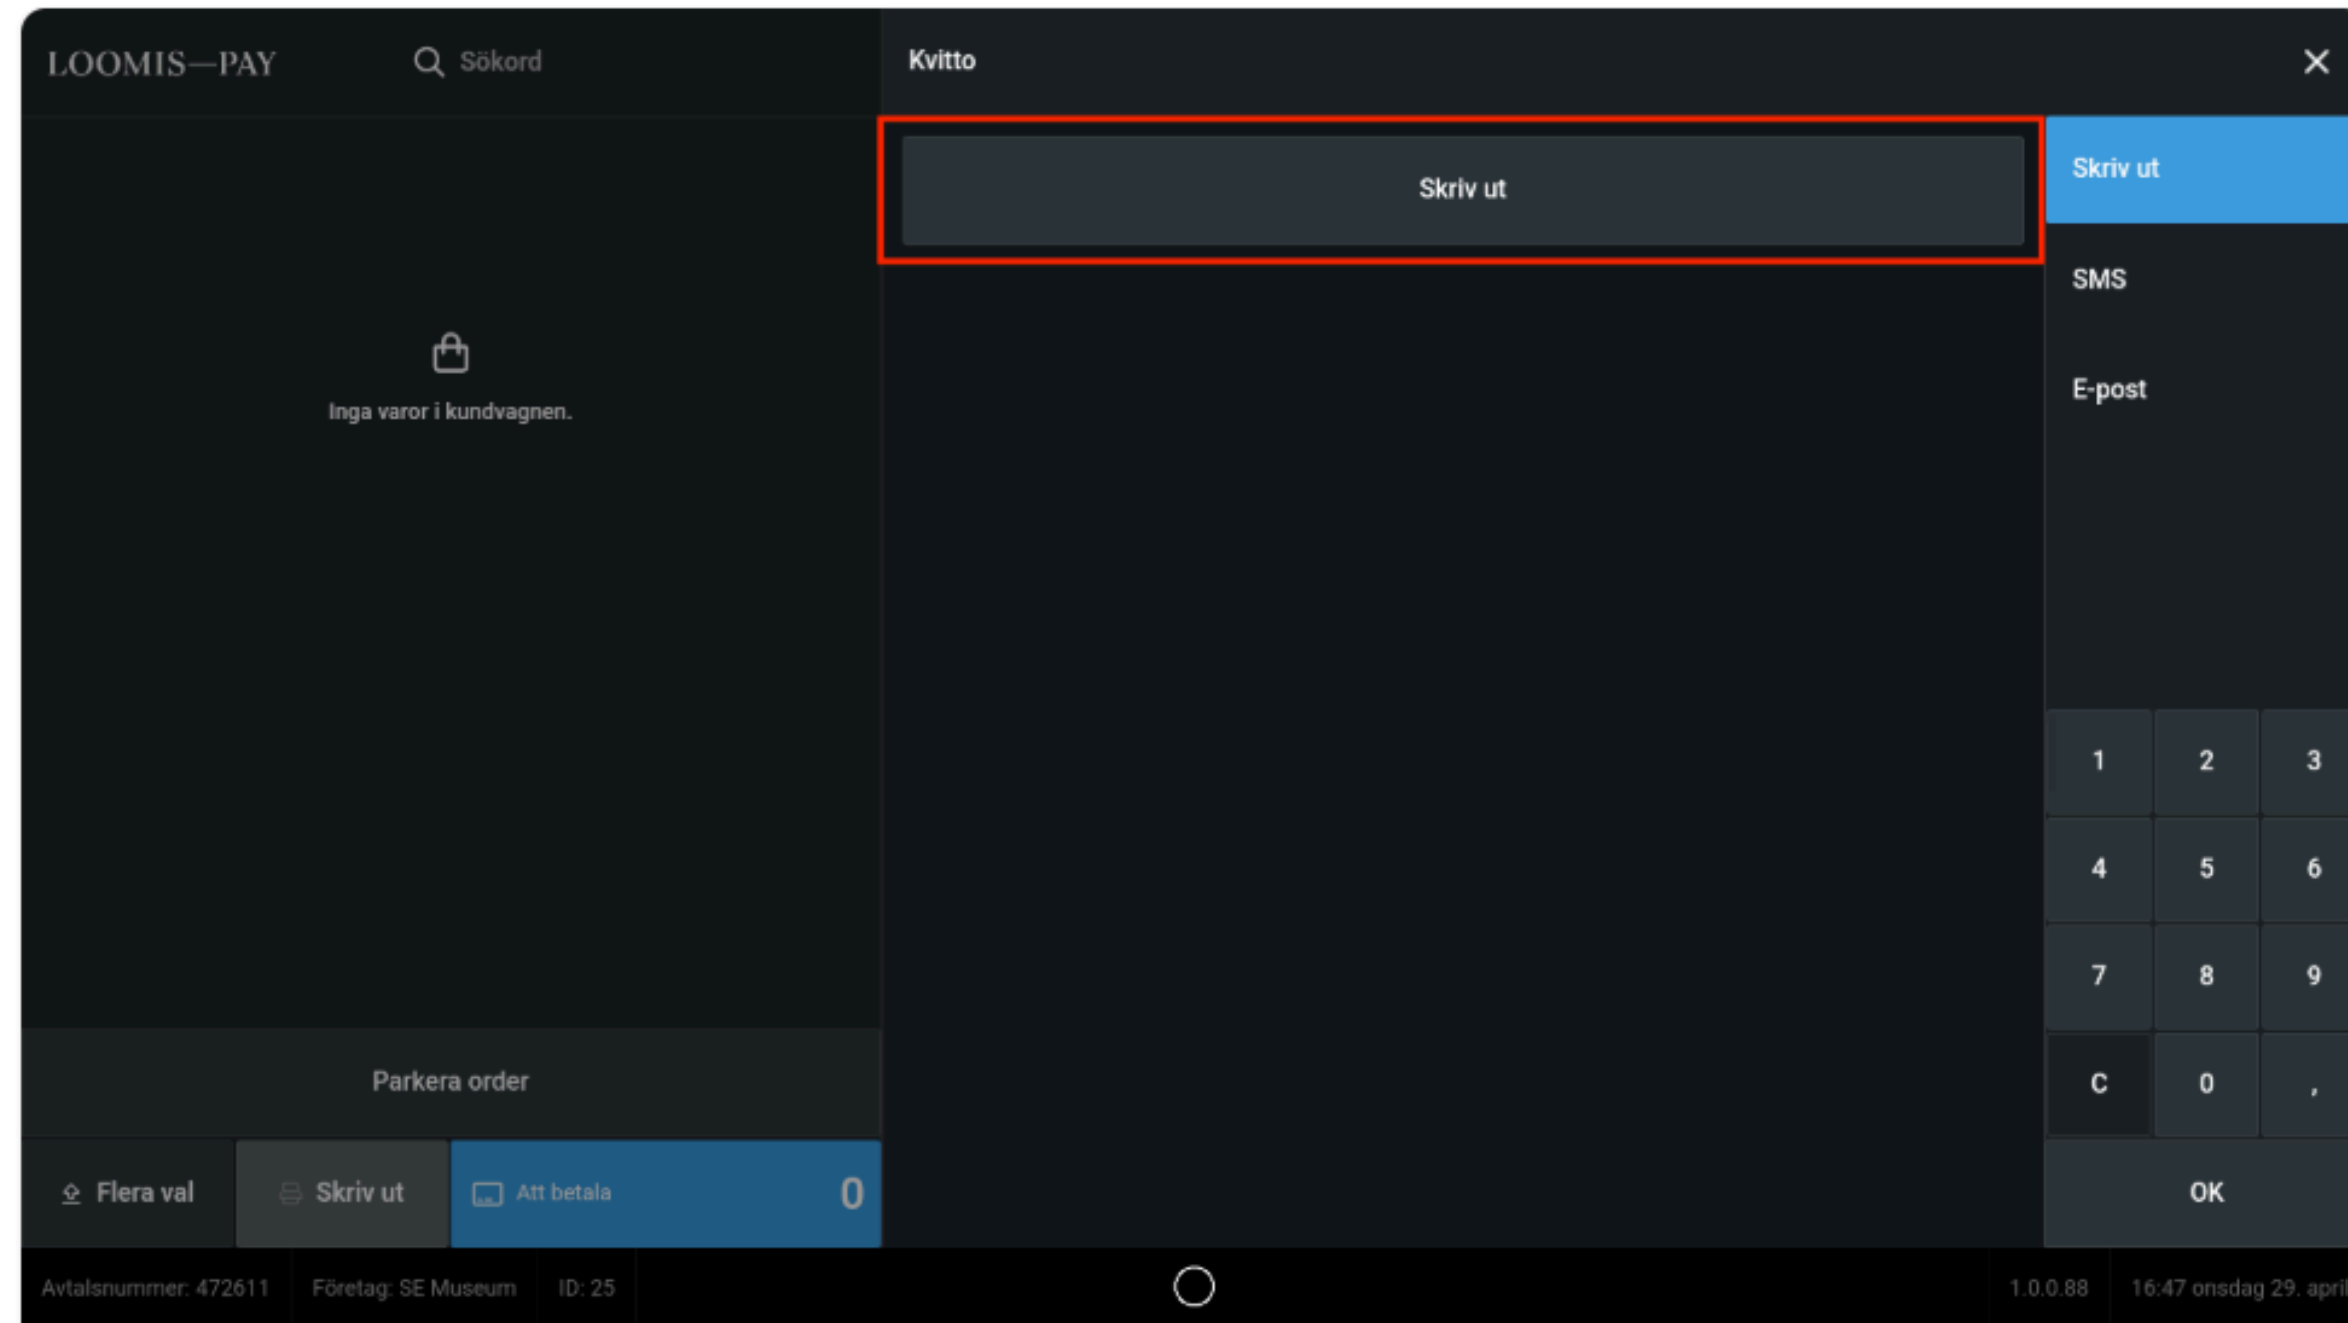 LOOMIS—PAY
Sökord
Kvitto
Skriv ut
Skriv ut
SMS
E-post
Inga varor i kundvagnen.
1 2 3
4 5 6
7 8 9
C 0 ,
OK
Parkera order
Flera val
Skriv ut
Att betala 0
Avtalsnummer: 472611 Företag: SE Museum ID: 25 1.0.0.88 16:47 onsdag 29. april